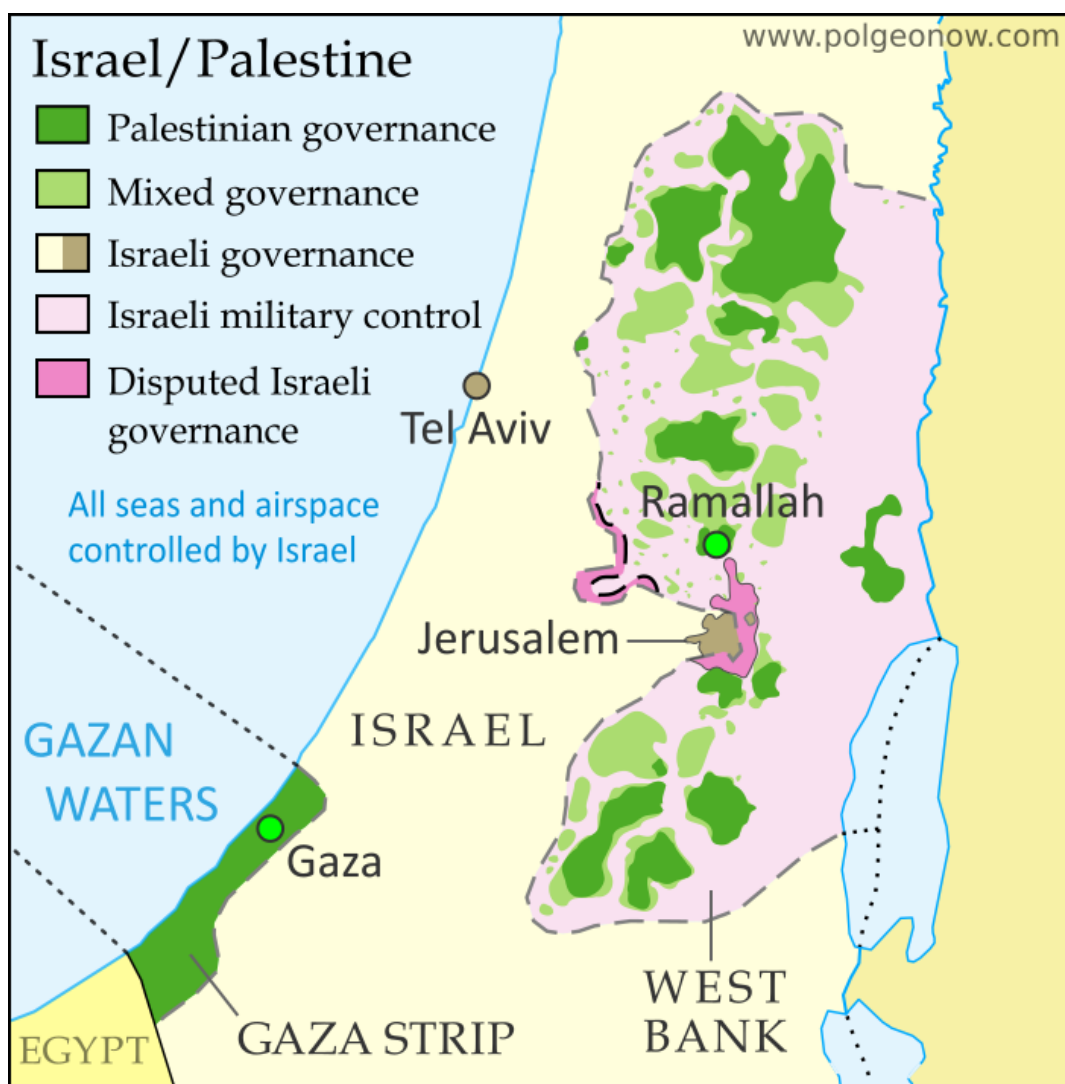 www.polgeonow.com
Israel/Palestine
Palestinian governance
Mixed governance
Israeli governance
Israeli military control
Disputed Israeli
governance
Tel Aviv
All seas and airspace
controlled by Israel
Ramallah
Jerusalem
ISRAEL
GAZAN
WATERS
Gaza
WEST
BANK
GAZA STRIP
EGYPT